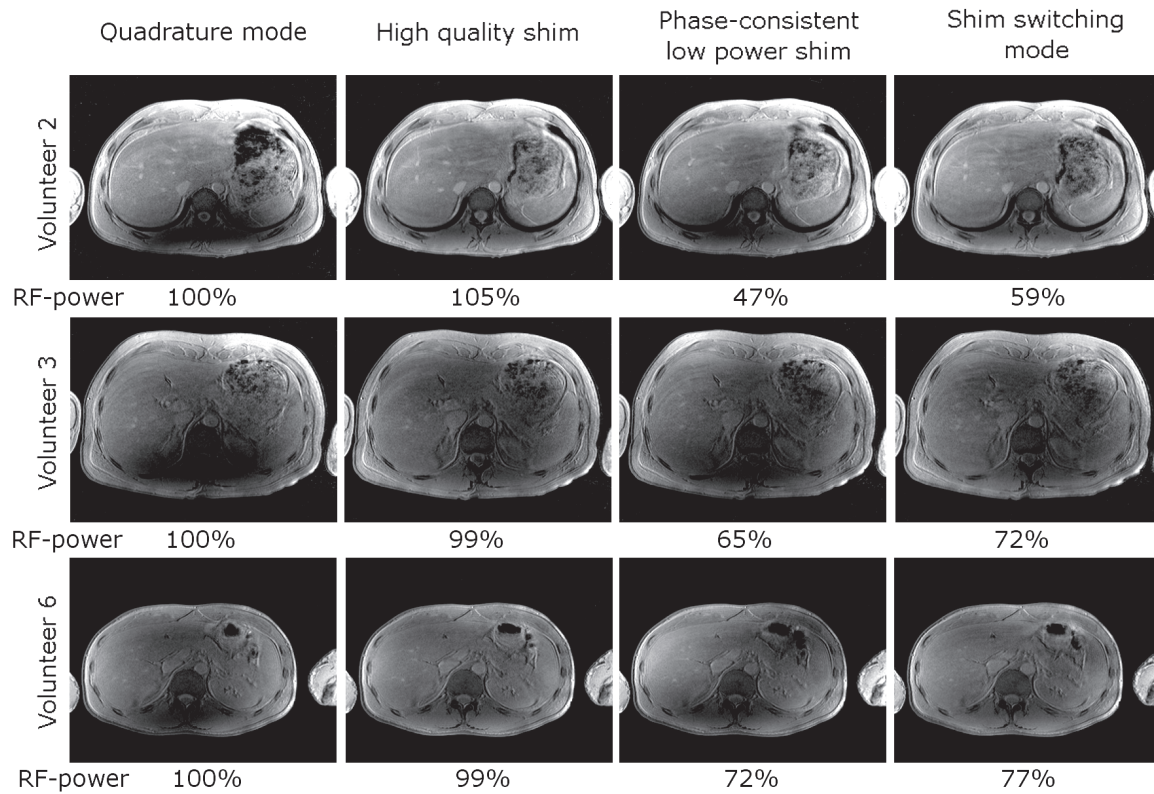 Quadrature mode
High quality shim
Phase-consistent
low power shim
Shim switching
mode
Volunteer 2
RF-power 100% 105% 47% 59%
Volunteer 3
RF-power 100% 99% 65% 72%
Volunteer 6
RF-power 100% 99% 72% 77%